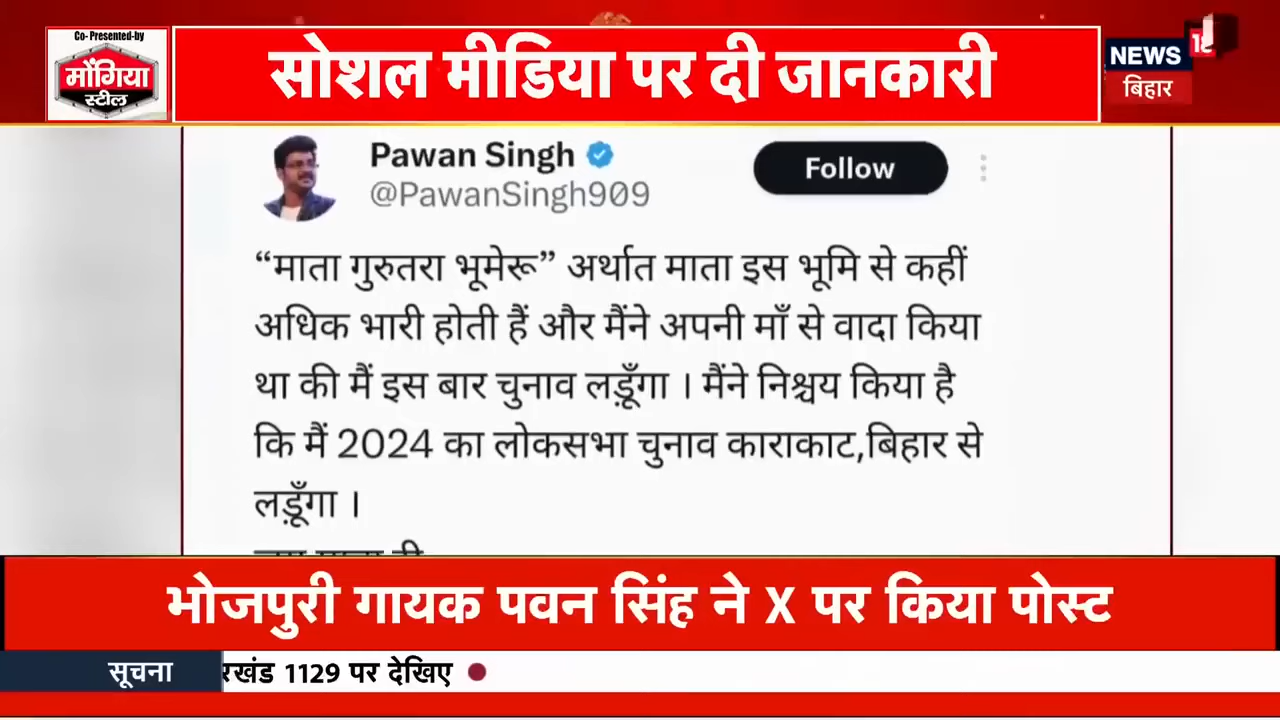 Co- Presented-by
मोंगिया
स्टील
सोशल मीडिया पर दी जानकारी
NEWS 18
बिहार
Pawan Singh
@PawanSingh909
Follow
“माता गुरुतरा भूमेरू” अर्थात माता इस भूमि से कहीं
अधिक भारी होती हैं और मैंने अपनी माँ से वादा किया
था की मैं इस बार चुनाव लड़ूँगा । मैंने निश्चय किया है
कि मैं 2024 का लोकसभा चुनाव काराकाट,बिहार से
लड़ूँगा ।
भोजपुरी गायक पवन सिंह ने X पर किया पोस्ट
सूचना
रखंड 1129 पर देखिए